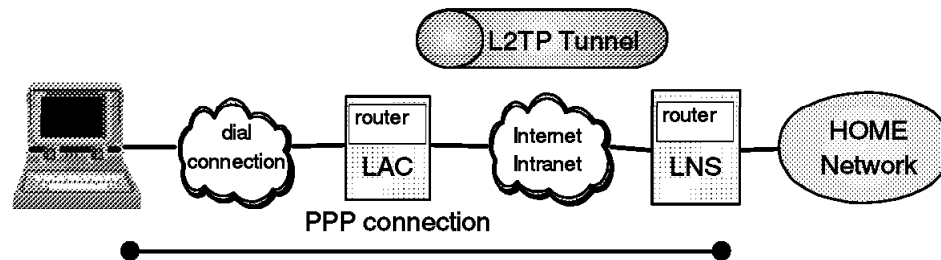 L2TP Tunnel
dial
connection
router
LAC
Internet
Intranet
router
LNS
HOME
Network
PPP connection